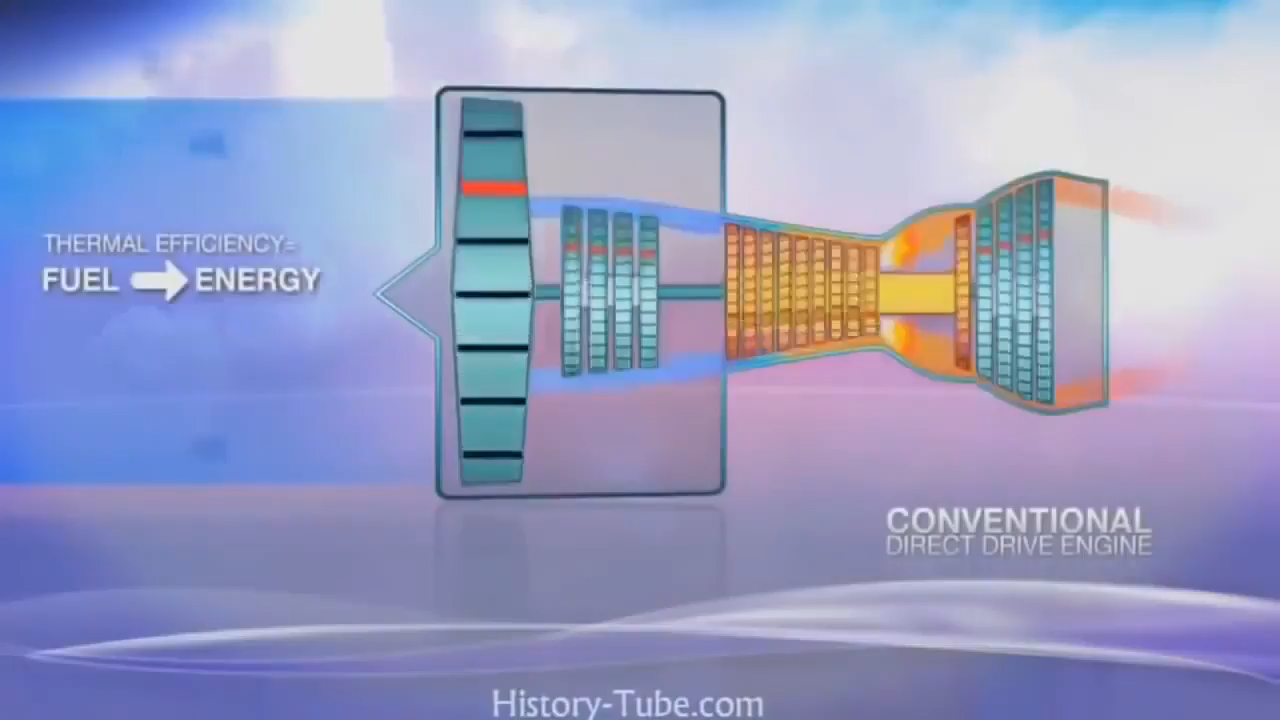 THERMAL EFFICIENCY=
FUEL ➡ ENERGY
CONVENTIONAL
DIRECT DRIVE ENGINE
History-Tube.com